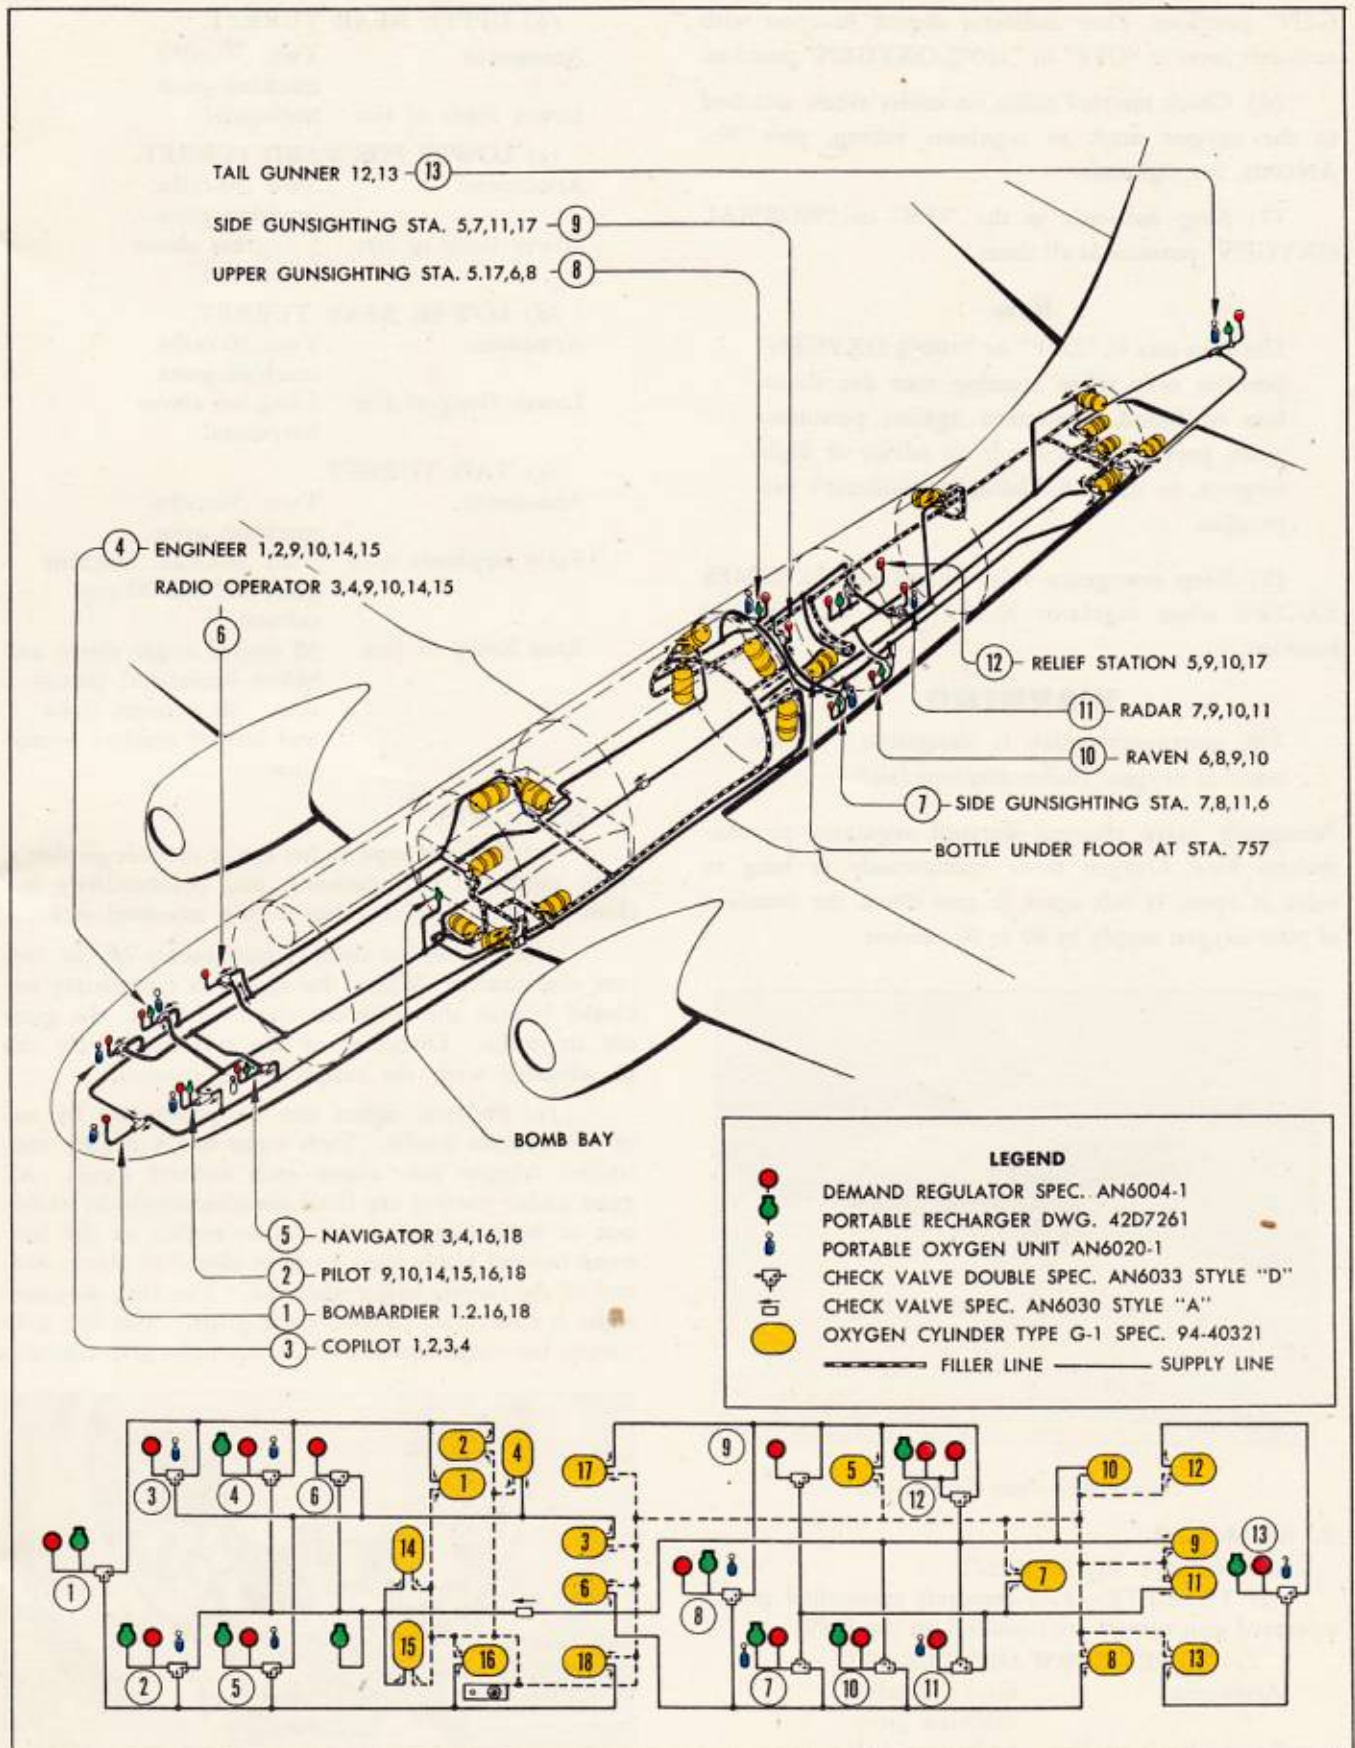 TAIL GUNNER 12,13 13
SIDE GUNSIGHTING STA. 5,7,11,17 9
UPPER GUNSIGHTING STA. 5.17,6,8 8
4 ENGINEER 1,2,9,10,14,15
RADIO OPERATOR 3,4,9,10,14,15
6
12 RELIEF STATION 5,9,10,17
11 RADAR 7,9,10,11
10 RAVEN 6,8,9,10
7 SIDE GUNSIGHTING STA. 7,8,11,6
BOTTLE UNDER FLOOR AT STA. 757
BOMB BAY
5 NAVIGATOR 3,4,16,18
2 PILOT 9,10,14,15,16,18
1 BOMBARDIER 1.2.16,18
3 COPILOT 1,2,3,4
LEGEND
DEMAND REGULATOR SPEC. AN6004-1
PORTABLE RECHARGER DWG. 42D7261
PORTABLE OXYGEN UNIT AN6020-1
CHECK VALVE DOUBLE SPEC. AN6033 STYLE "D"
CHECK VALVE SPEC. AN6030 STYLE "A"
OXYGEN CYLINDER TYPE G-1 SPEC. 94-40321
FILLER LINE SUPPLY LINE
3 4 6 2 1 4 17 9 5 12 10 12
1 14 3 6 8 7 9 11 13
2 5 15 16 18 7 10 11 8 13